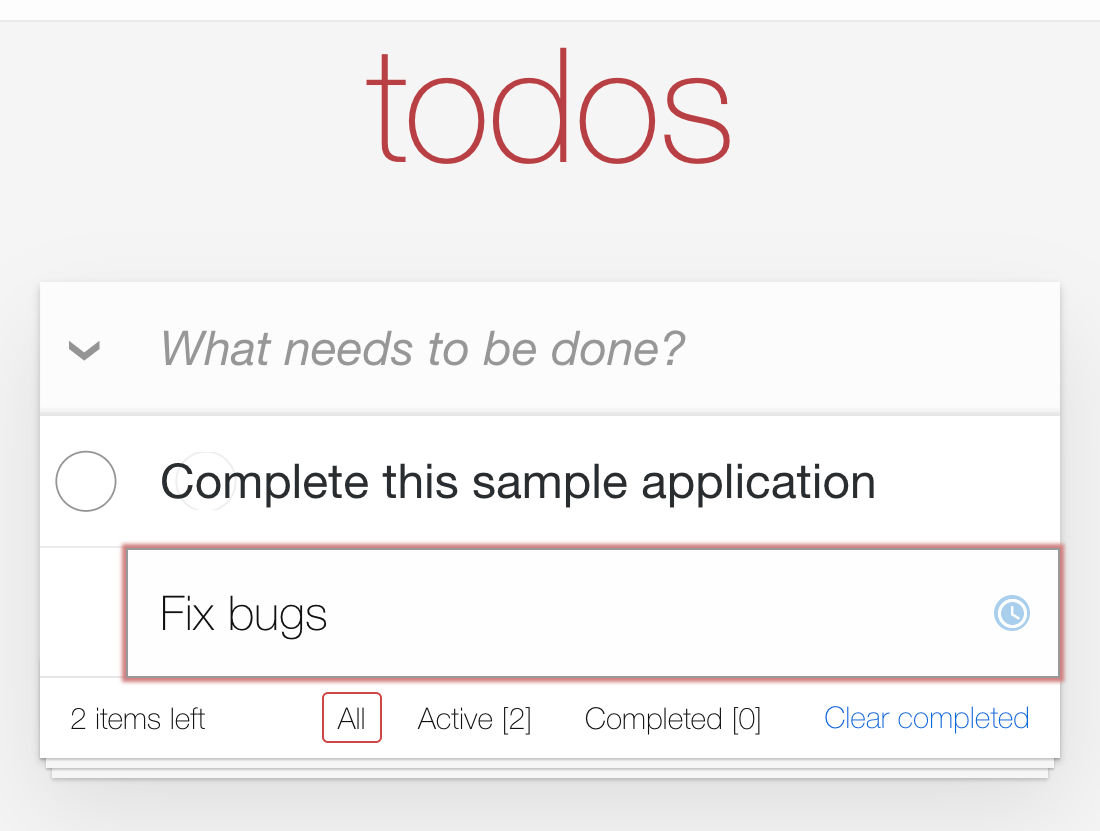 todos
What needs to be done?
Complete this sample application
Fix bugs
2 items left All Active [2] Completed [0] Clear completed